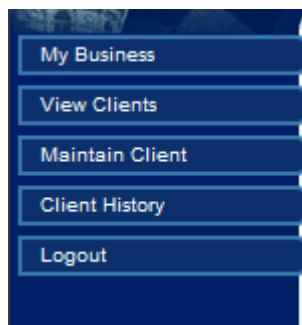 My Business
View Clients
Maintain Client
Client History
Logout